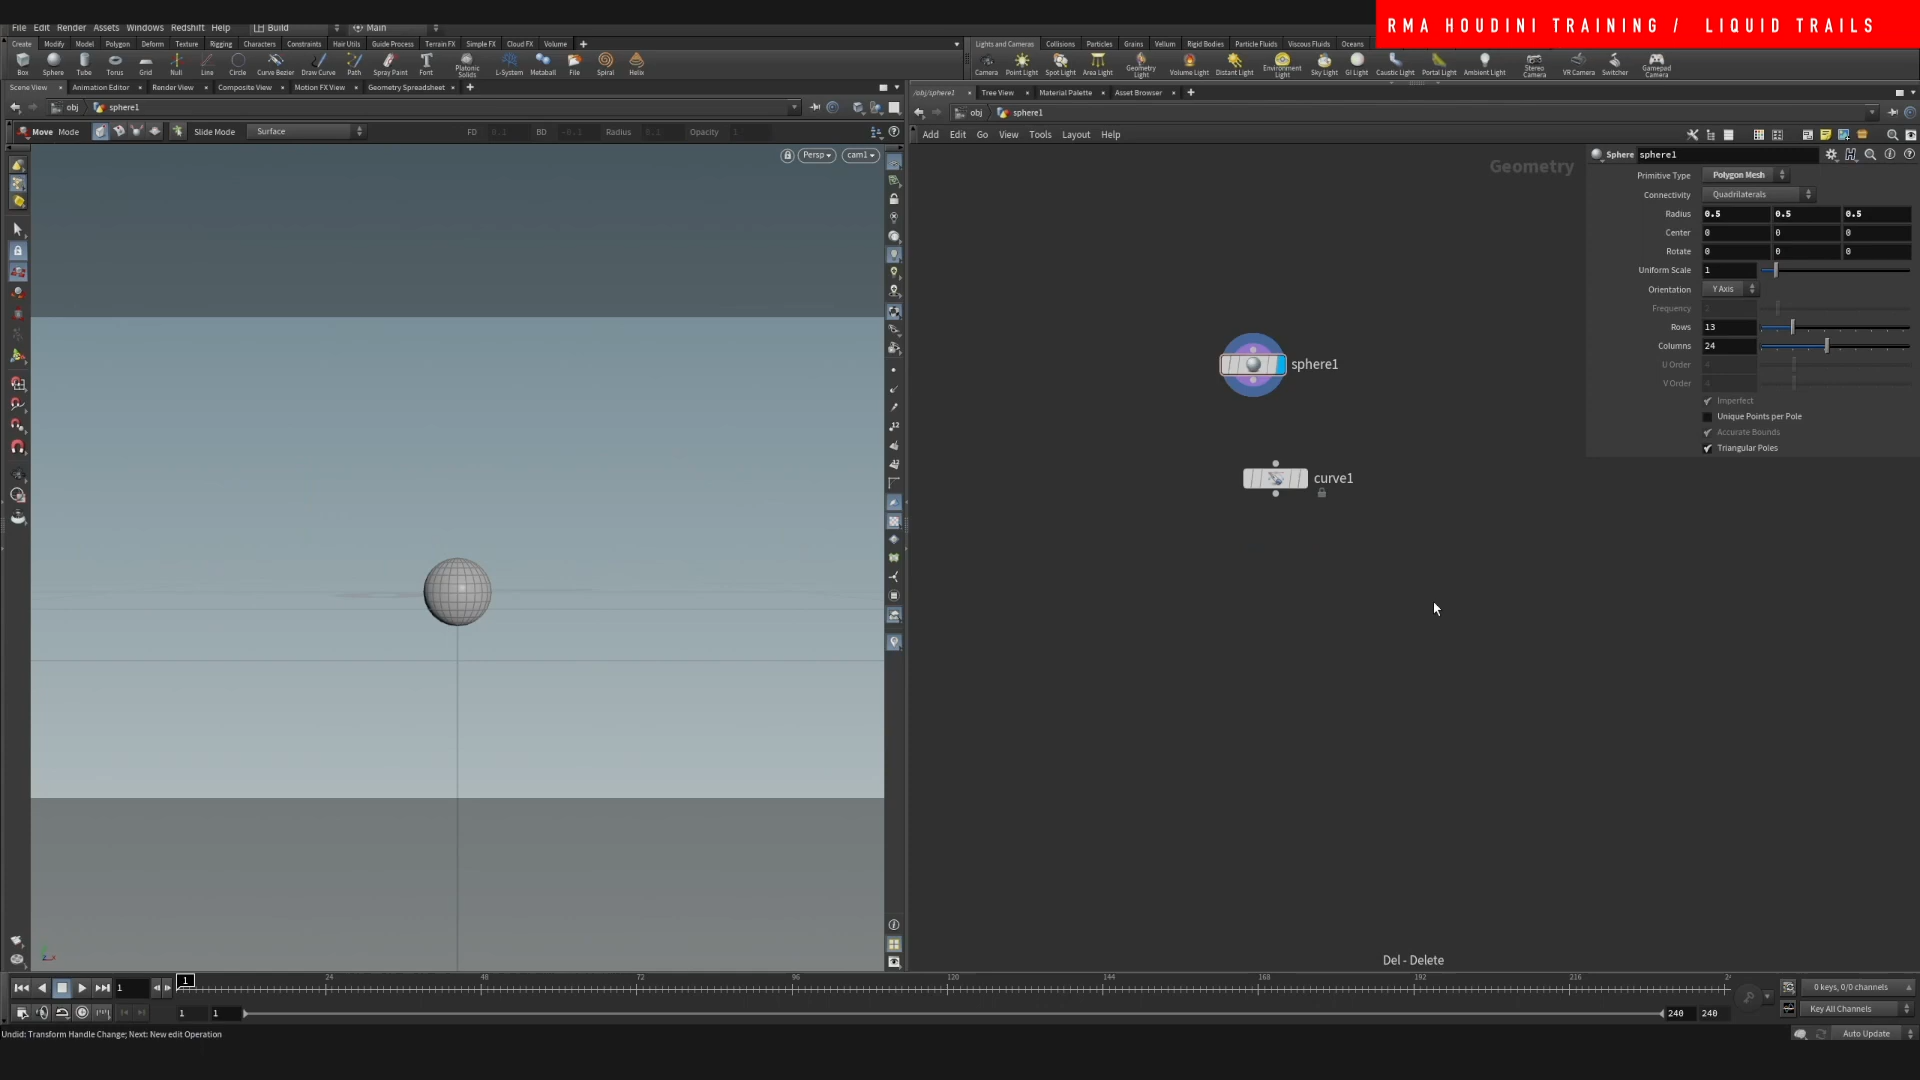 RMA HOUDINI TRAINING / LIQUID TRAILS
File Edit Render Assets Windows Redshift Help Build Main
Create Modify Model Polygon Deform Texture Rigging Characters Constraints Hair Utils Guide Process Terrain FX Simple FX Cloud FX Volume
Lights and Cameras Collisions Particles Grains Vellum Rigid Bodies Particle Fluids Viscous Fluids Oceans
Box Sphere Tube Torus Grid Null Line Circle Curve Bezier Draw Curve Path Spray Paint Font Platonic Solids L-System Metaball File Spiral Helix
Camera Point Light Spot Light Area Light Geometry Light Volume Light Distant Light Environment Light Sky Light GI Light Caustic Light Portal Light Ambient Light Stereo Camera VR Camera Switcher Gamepad Camera
Scene View Animation Editor Render View Composite View Motion FX View Geometry Spreadsheet
/obj/sphere1 Tree View Material Palette Asset Browser
obj sphere1
obj sphere1
Move Mode Slide Mode Surface FD 0.1 BD -0.1 Radius 0.1 Opacity 1
Add Edit Go View Tools Layout Help
Persp cam1
Geometry
Sphere sphere1
Primitive Type Polygon Mesh
Connectivity Quadrilaterals
Radius 0.5 0.5 0.5
Center 0 0 0
Rotate 0 0 0
Uniform Scale 1
Orientation Y Axis
Frequency
Rows 13
Columns 24
U Order 4
V Order 4
Imperfect
Unique Points per Pole
Accurate Bounds
Triangular Poles
sphere1
curve1
Del - Delete
1 1 24 48 72 96 120 144 168 192 216
0 keys, 0/0 channels
1 1 240 240
Key All Channels
Undid: Transform Handle Change; Next: New edit Operation
Auto Update